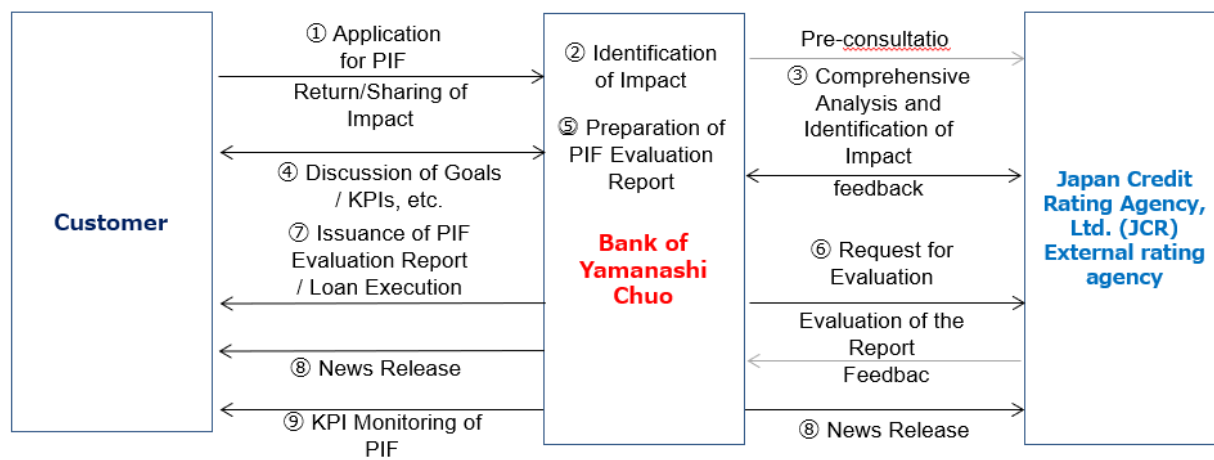 Customer
① Application
for PIF
Return/Sharing of
Impact
④ Discussion of Goals
/ KPIs, etc.
⑦ Issuance of PIF
Evaluation Report
/ Loan Execution
⑧ News Release
⑨ KPI Monitoring of
PIF
② Identification
of Impact
⑤ Preparation of
PIF Evaluation
Report
Bank of
Yamanashi
Chuo
Pre-consultatio
③ Comprehensive
Analysis and
Identification of
Impact
feedback
⑥ Request for
Evaluation
Evaluation of the
Report
Feedbac
⑧ News Release
Japan Credit
Rating Agency,
Ltd. (JCR)
External rating
agency